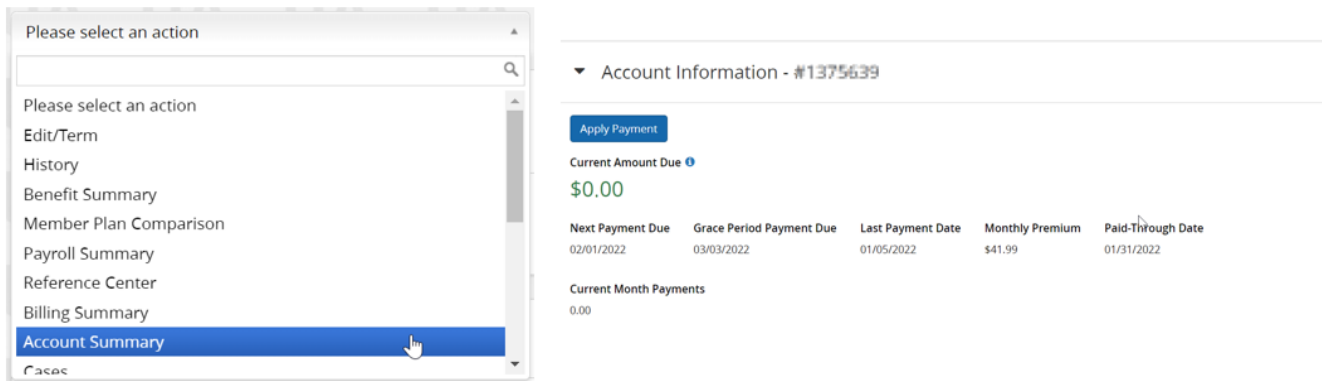 Please select an action
Please select an action
Edit/Term
History
Benefit Summary
Member Plan Comparison
Payroll Summary
Reference Center
Billing Summary
Account Summary
Cases
Account Information - #1375639
Apply Payment
Current Amount Due
$0.00
Next Payment Due Grace Period Payment Due Last Payment Date Monthly Premium Paid-Through Date
02/01/2022 03/03/2022 01/05/2022 $41.99 01/31/2022
Current Month Payments
0.00